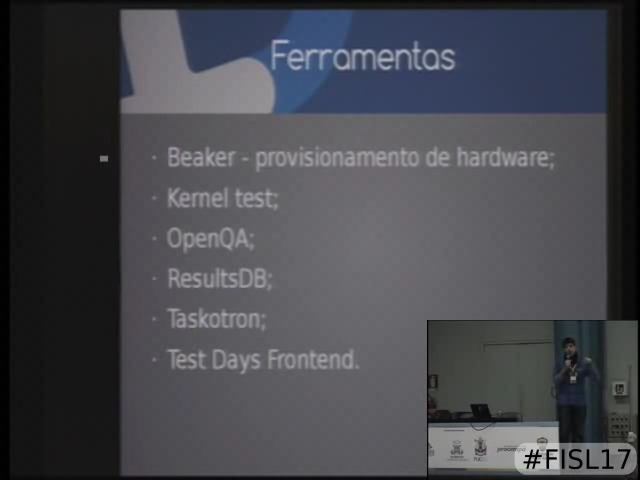 Ferramentas
· Beaker - provisionamento de hardware;
· Kernel test;
· OpenQA;
· ResultsDB;
· Taskotron;
· Test Days Frontend.
#FISL17